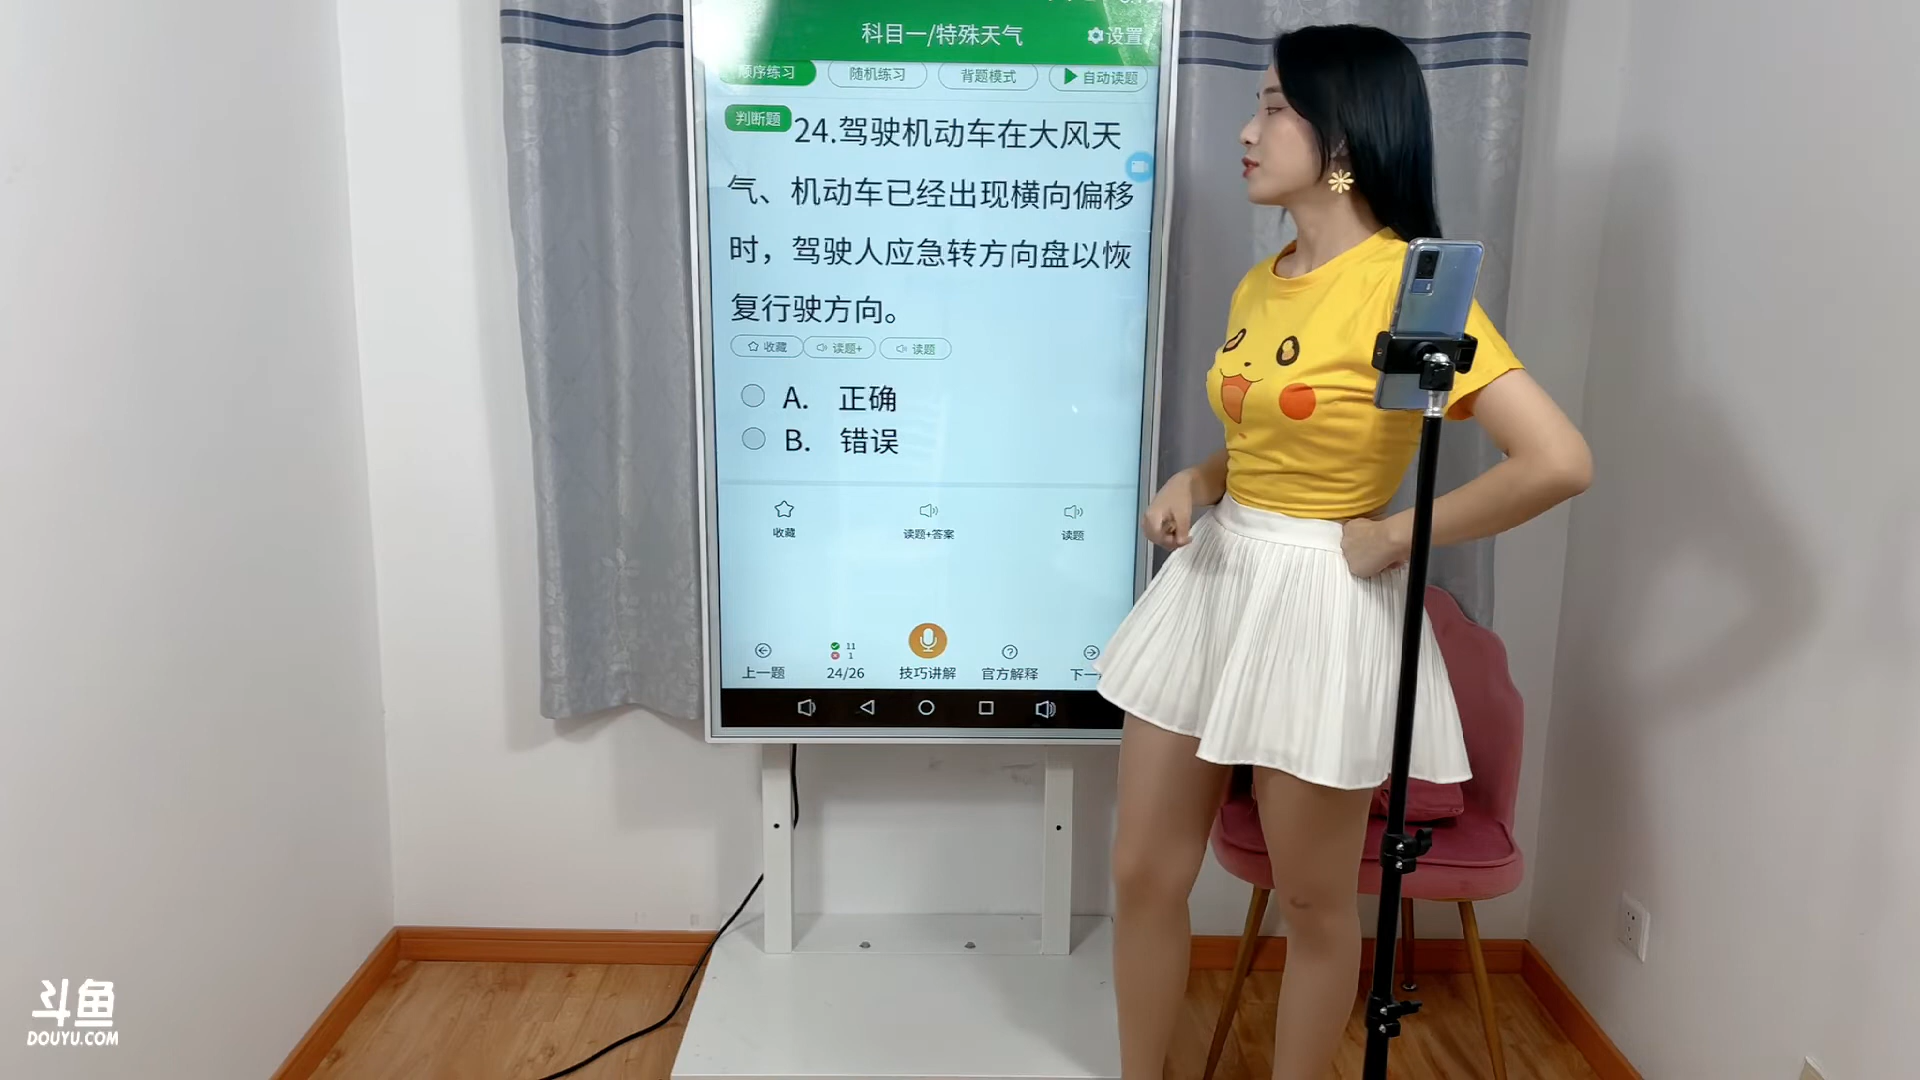 科目一/特殊天气
设置
顺序练习
随机练习
背题模式
自动读题
判断题
24.驾驶机动车在大风天
气、机动车已经出现横向偏移
时，驾驶人应急转方向盘以恢
复行驶方向。
收藏
读题+
读题
A. 正确
B. 错误
收藏
读题+答案
读题
11
1
上一题
24/26
技巧讲解
官方解释
下一
斗鱼
DOUYU.COM